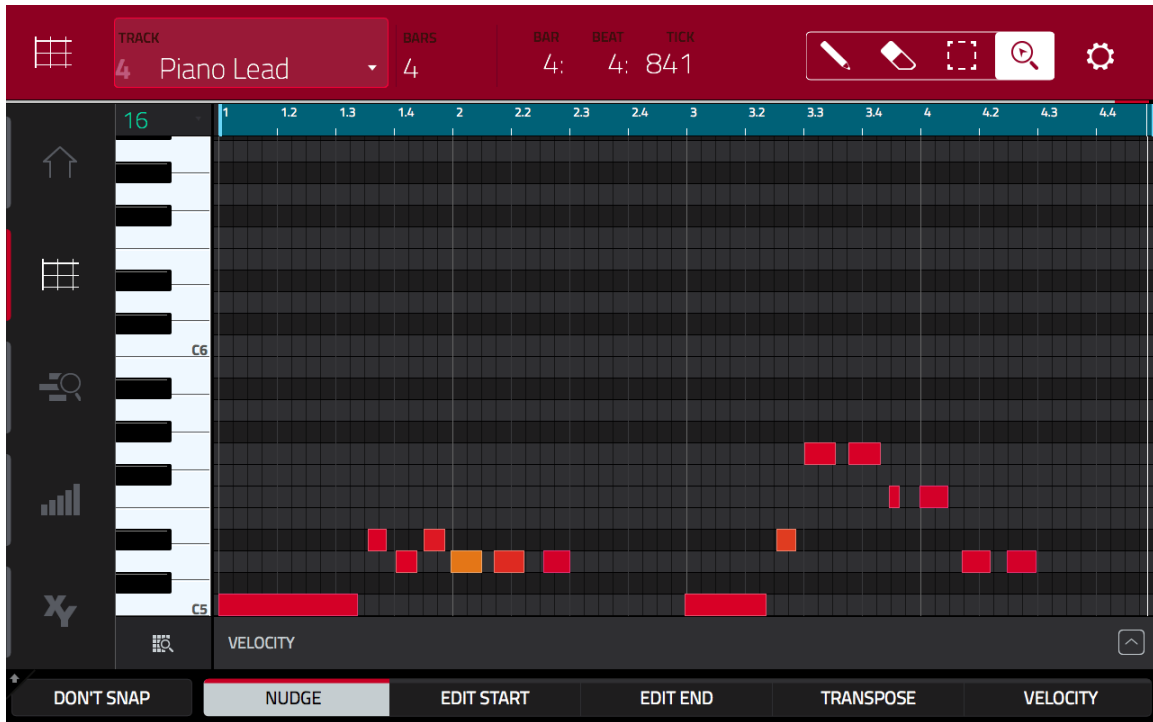 TRACK
4 Piano Lead
BARS
4
BAR BEAT TICK
4: 4: 841
16
1 1.2 1.3 1.4 2 2.2 2.3 2.4 3 3.2 3.3 3.4 4 4.2 4.3 4.4
C6
C5
XY
VELOCITY
DON'T SNAP
NUDGE
EDIT START
EDIT END
TRANSPOSE
VELOCITY